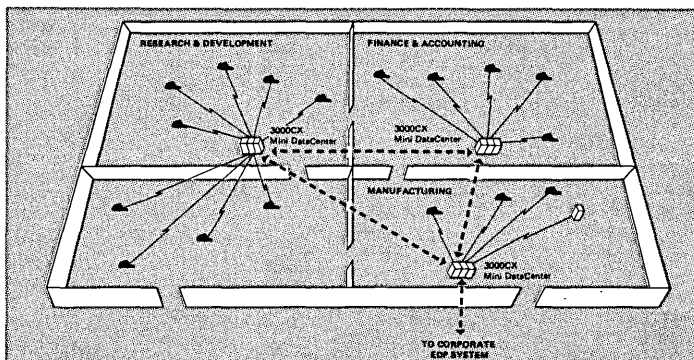 RESEARCH & DEVELOPMENT
FINANCE & ACCOUNTING
3000CX
Mini DataCenter
3000CX
Mini DataCenter
MANUFACTURING
3000CX
Mini DataCenter
TO CORPORATE
EDP SYSTEM